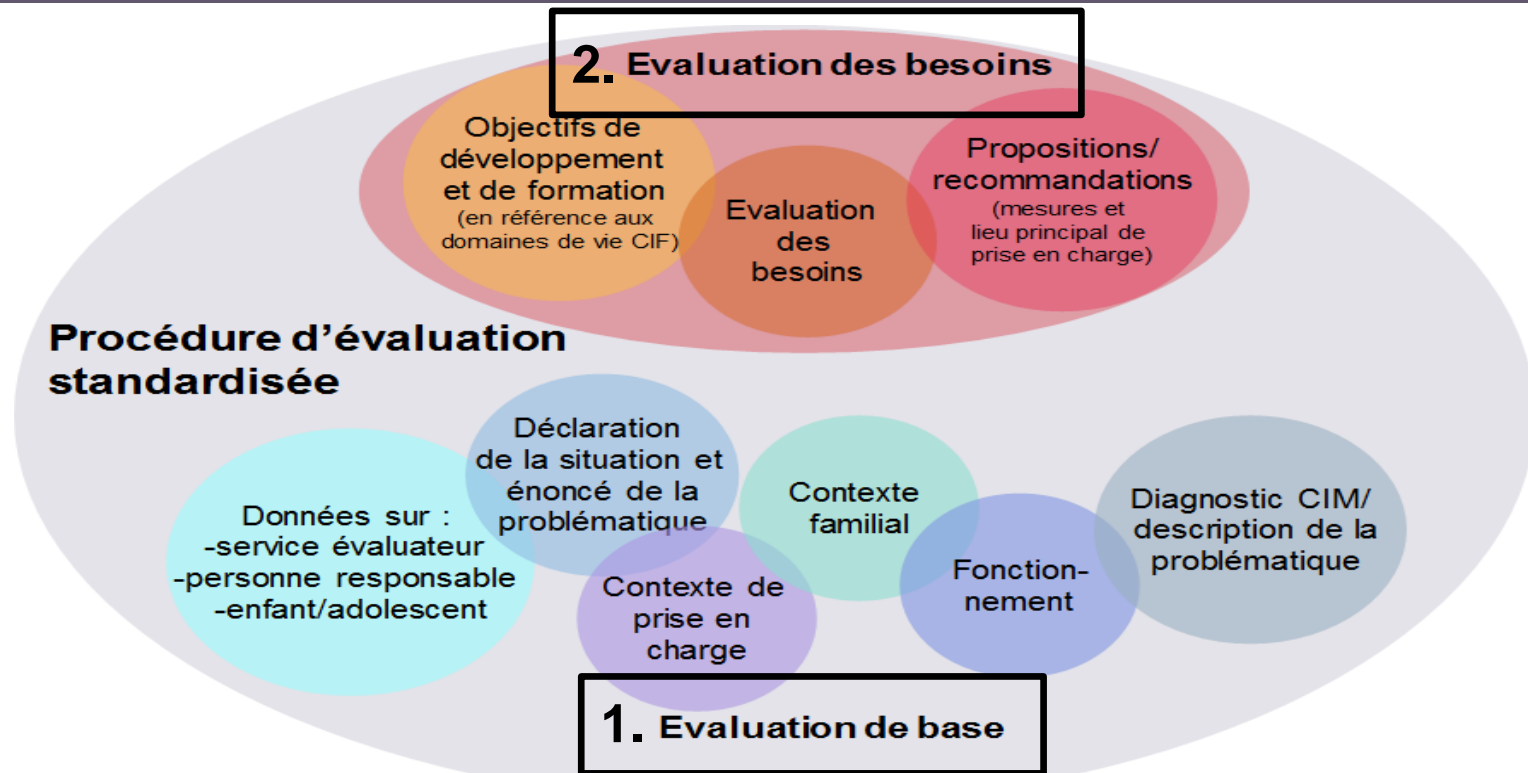 2. Evaluation des besoins
Objectifs de
développement
et de formation
(en référence aux
domaines de vie CIF)
Evaluation
des
besoins
Propositions/
recommandations
(mesures et
lieu principal de
prise en charge)
Procédure d’évaluation
standardisée
Données sur :
-service évaluateur
-personne responsable
-enfant/adolescent
Déclaration
de la situation et
énoncé de la
problématique
Contexte de
prise en
charge
Contexte
familial
Fonction-
nement
Diagnostic CIM/
description de la
problématique
1. Evaluation de base